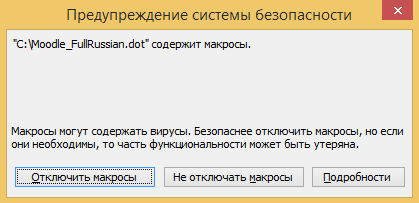 Предупреждение системы безопасности
"C:\Moodle_FullRussian.dot" содержит макросы.
Макросы могут содержать вирусы. Безопаснее отключить макросы, но если
они необходимы, то часть функциональности может быть утеряна.
Отключить макросы Не отключать макросы Подробности